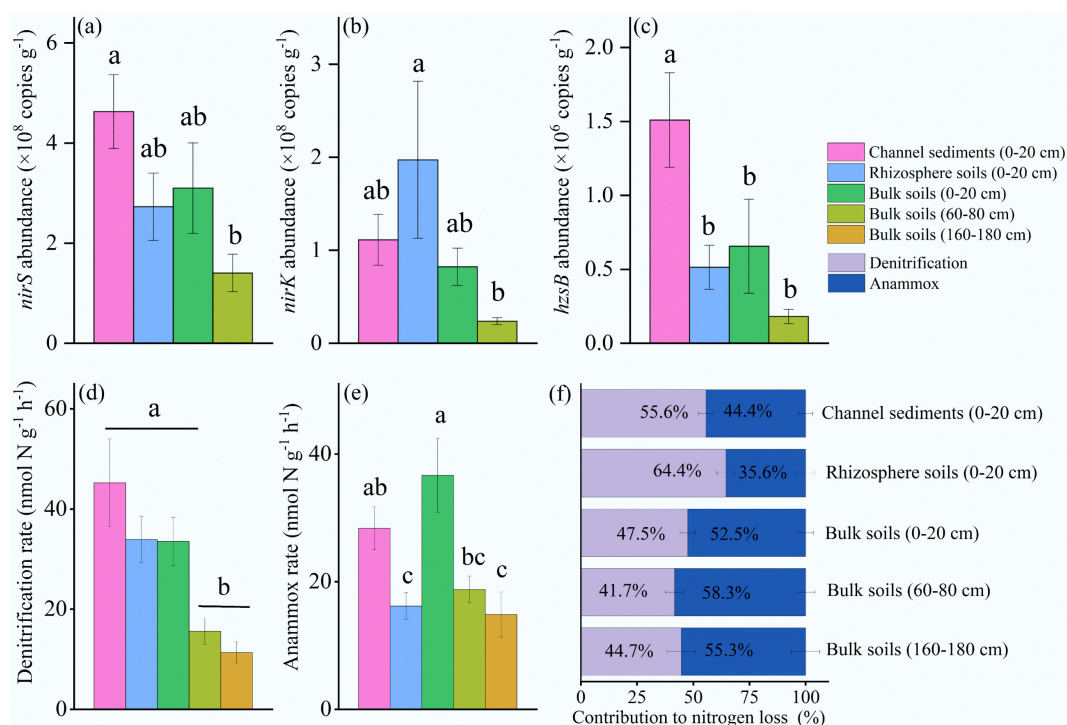 (a)
nirS abundance (×10⁸ copies g⁻¹)
6
4
2
0
a
ab
ab
b
(b)
nirK abundance (×10⁸ copies g⁻¹)
3
2
1
0
ab
a
ab
b
(c)
hzsB abundance (×10⁶ copies g⁻¹)
2.0
1.5
1.0
0.5
0.0
a
b
b
b
Channel sediments (0-20 cm)
Rhizosphere soils (0-20 cm)
Bulk soils (0-20 cm)
Bulk soils (60-80 cm)
Bulk soils (160-180 cm)
Denitrification
Anammox
(d)
Denitrification rate (nmol N g⁻¹ h⁻¹)
60
40
20
0
a
b
(e)
Anammox rate (nmol N g⁻¹ h⁻¹)
40
20
0
ab
c
a
bc
c
(f)
55.6% 44.4% Channel sediments (0-20 cm)
64.4% 35.6% Rhizosphere soils (0-20 cm)
47.5% 52.5% Bulk soils (0-20 cm)
41.7% 58.3% Bulk soils (60-80 cm)
44.7% 55.3% Bulk soils (160-180 cm)
0 25 50 75 100
Contribution to nitrogen loss (%)